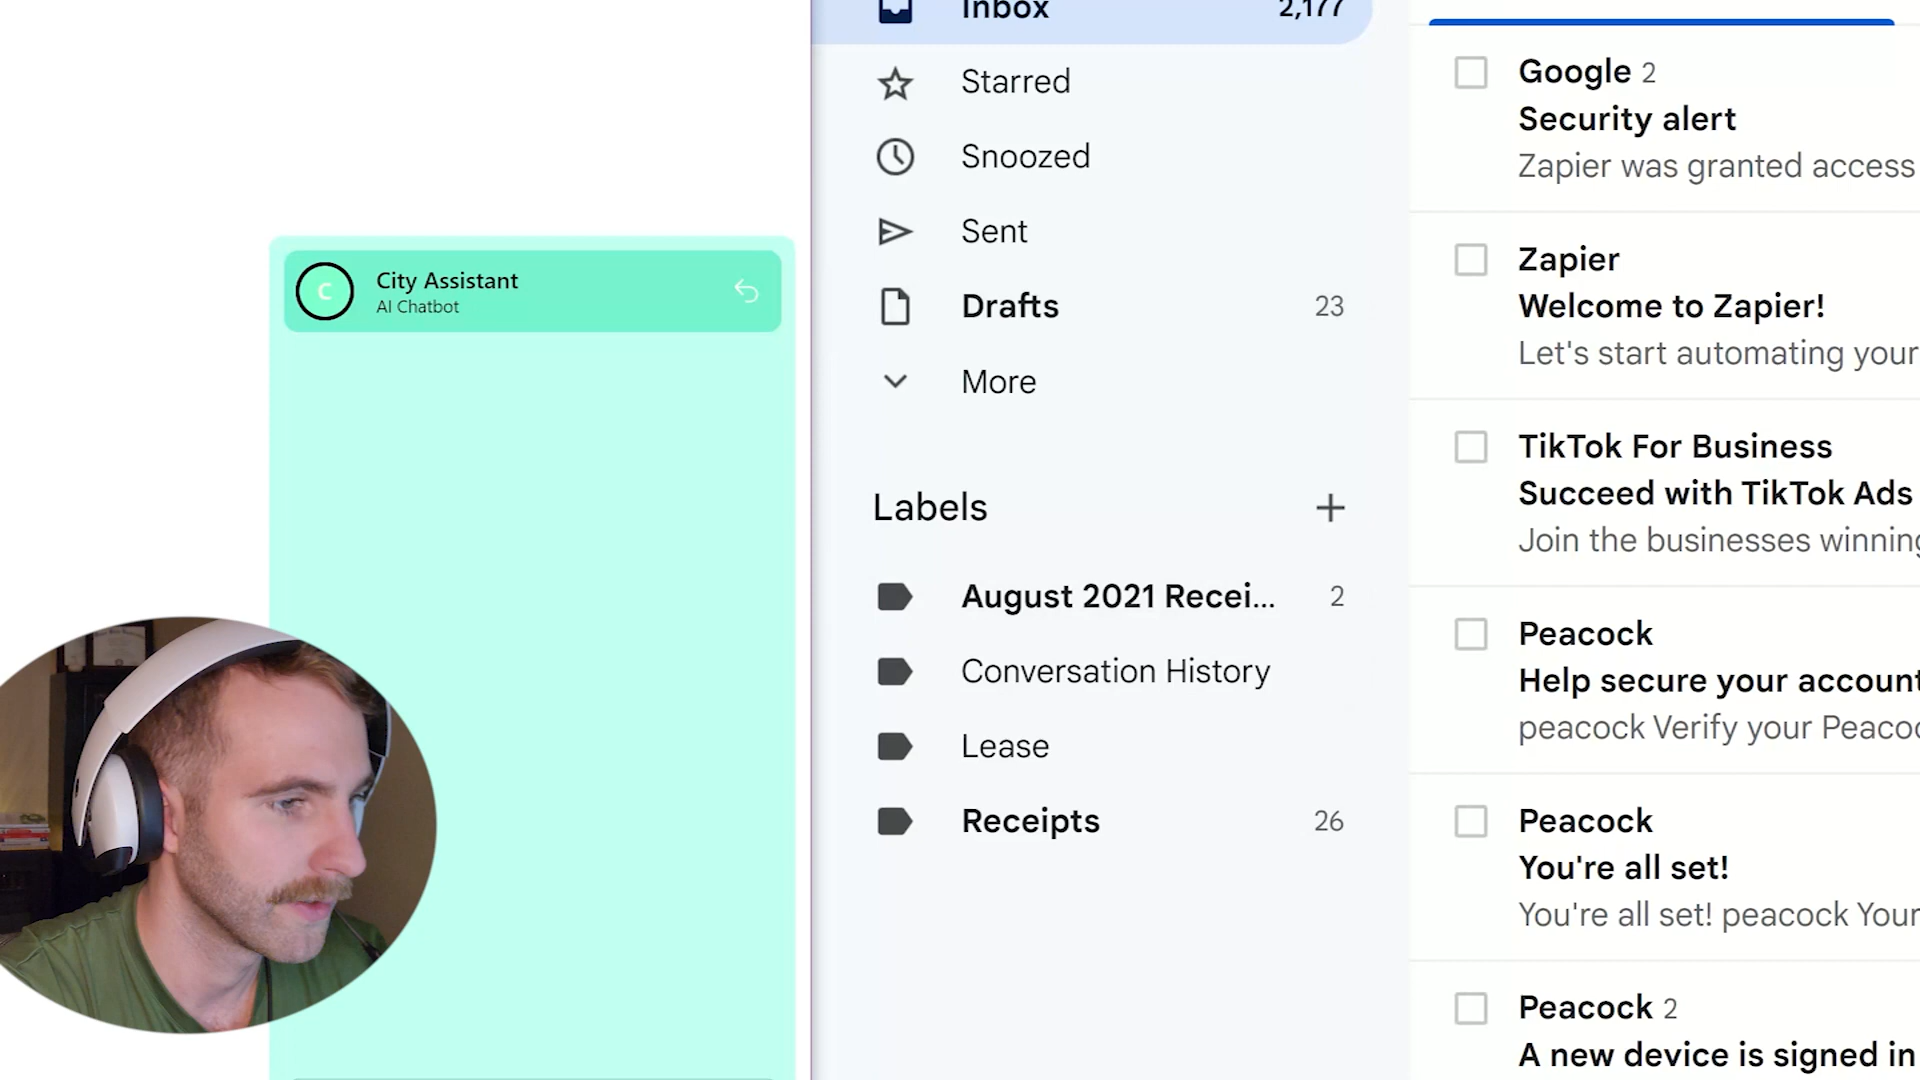 C
City Assistant
AI Chatbot
Inbox 2,177
Starred
Snoozed
Sent
Drafts 23
More
Labels
August 2021 Recei... 2
Conversation History
Lease
Receipts 26
Google 2
Security alert
Zapier was granted access
Zapier
Welcome to Zapier!
Let's start automating your
TikTok For Business
Succeed with TikTok Ads
Join the businesses winning
Peacock
Help secure your account
peacock Verify your Peacoc
Peacock
You're all set!
You're all set! peacock Your
Peacock 2
A new device is signed in